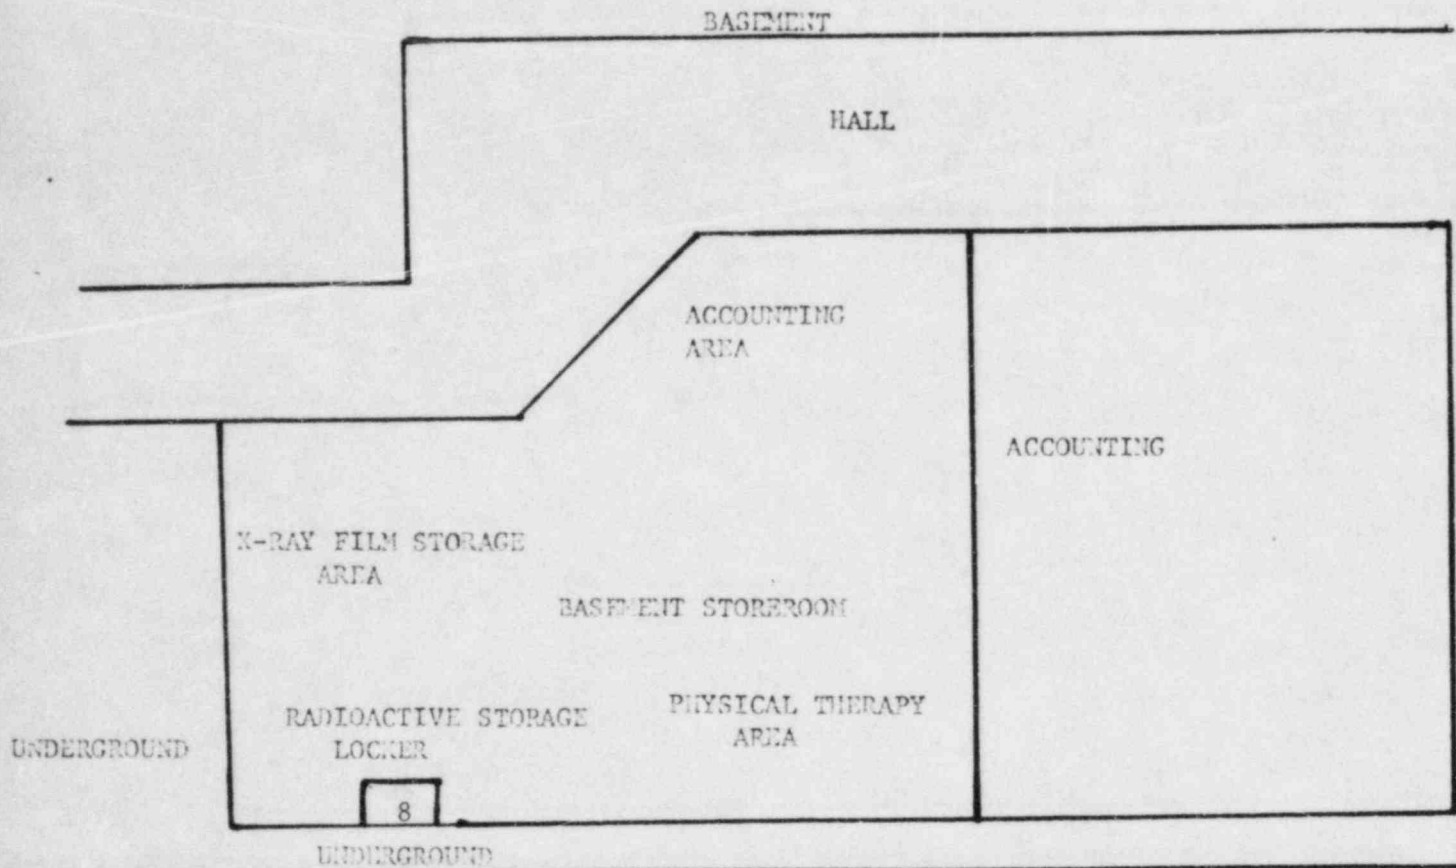 BASEMENT
HALL
ACCOUNTING
AREA
ACCOUNTING
X-RAY FILM STORAGE
AREA
BASEMENT STOREROOM
RADIOACTIVE STORAGE
LOCKER
PHYSICAL THERAPY
AREA
UNDERGROUND
8
UNDERGROUND